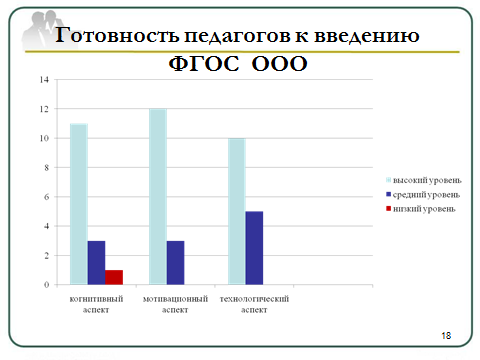 Готовность педагогов к введению
ФГОС ООО
14
12
10
8
6
4
2
0
когнитивный
аспект
мотивационный
аспект
технологический
аспект
высокий уровень
средний уровень
низкий уровень
18